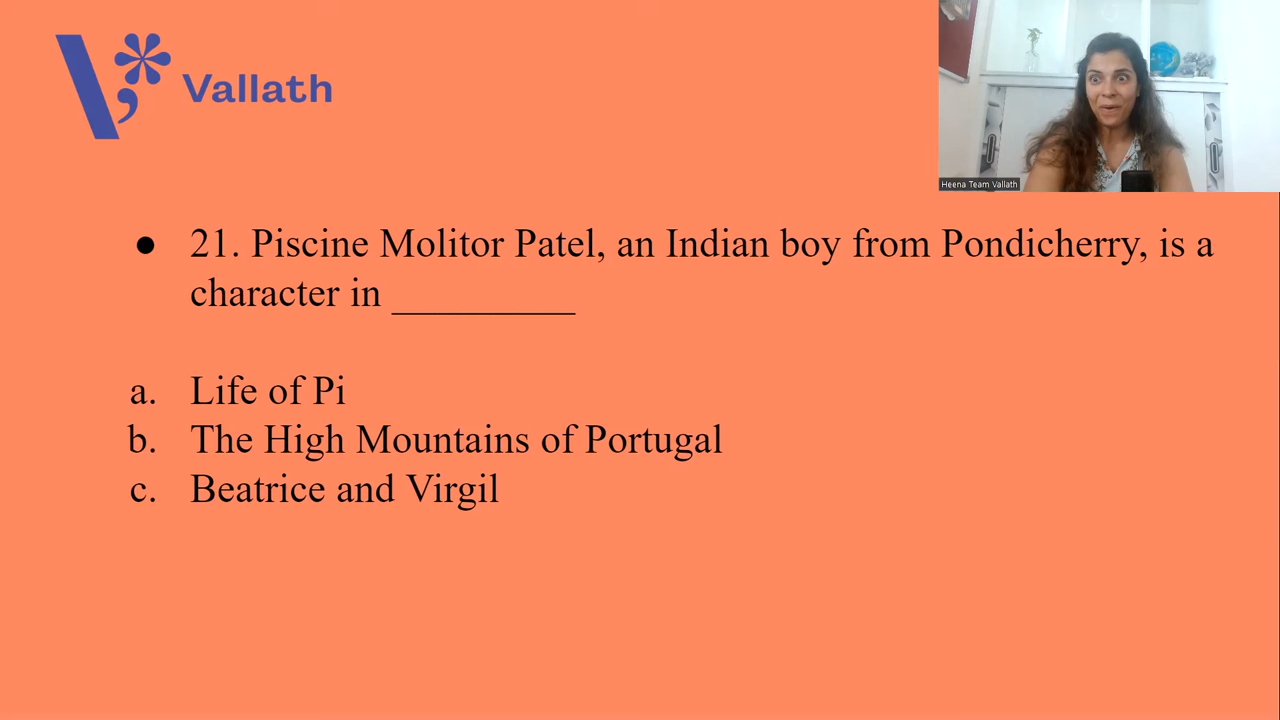 Vallath
Heena Team Vallath
● 21. Piscine Molitor Patel, an Indian boy from Pondicherry, is a
character in _________
a. Life of Pi
b. The High Mountains of Portugal
c. Beatrice and Virgil